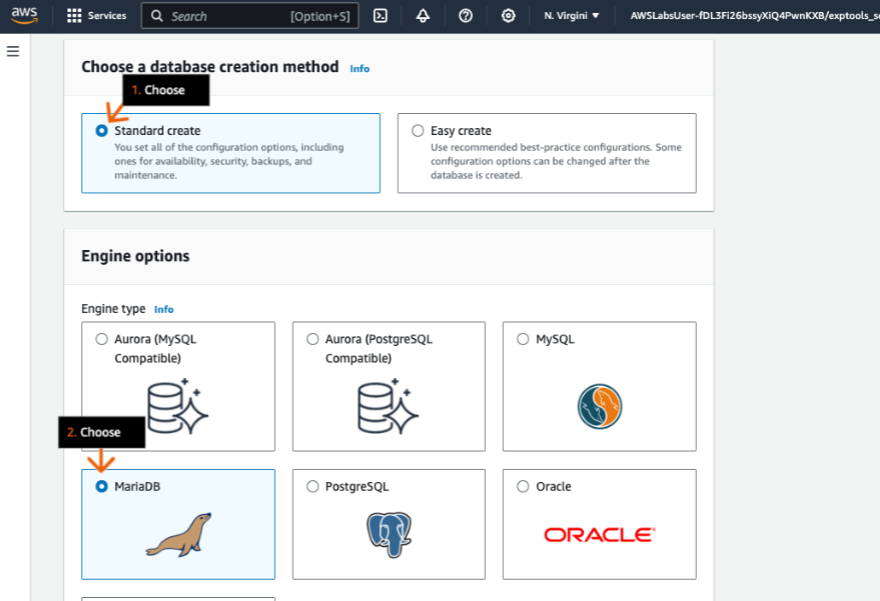 aws
Services
Search
[Option+S]
N. Virgini
AWSLabsUser-fDL3Fi26bssyXiQ4PwnKXB/exptools_se
Choose a database creation method Info
1. Choose
Standard create
You set all of the configuration options, including
ones for availability, security, backups, and
maintenance.
Easy create
Use recommended best-practice configurations. Some
configuration options can be changed after the
database is created.
Engine options
Engine type Info
Aurora (MySQL
Compatible)
Aurora (PostgreSQL
Compatible)
MySQL
2. Choose
MariaDB
PostgreSQL
Oracle
ORACLE